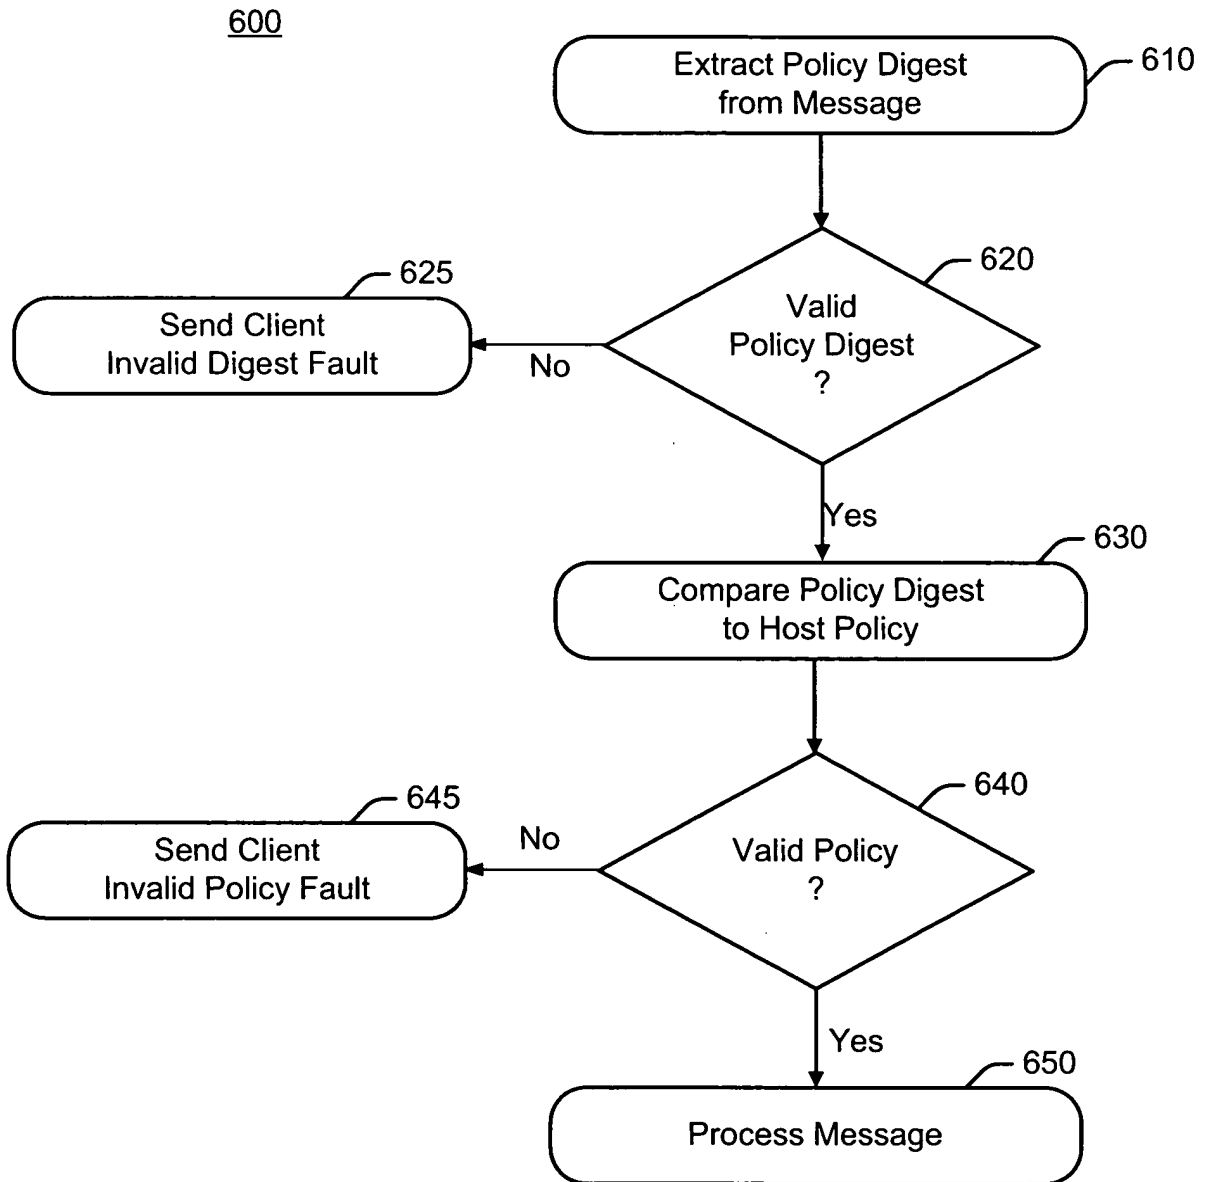 600
Extract Policy Digest
from Message
610
Valid
Policy Digest
?
620
625
Send Client
Invalid Digest Fault
No
Yes
630
Compare Policy Digest
to Host Policy
640
Valid Policy
?
645
Send Client
Invalid Policy Fault
No
Yes
650
Process Message